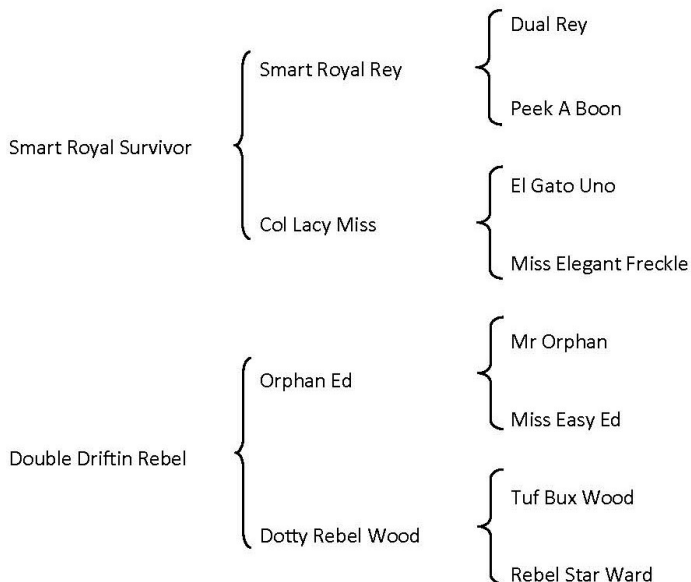 Dual Rey
Smart Royal Rey
Peek A Boon
Smart Royal Survivor
El Gato Uno
Col Lacy Miss
Miss Elegant Freckle
Mr Orphan
Orphan Ed
Miss Easy Ed
Double Driftin Rebel
Tuf Bux Wood
Dotty Rebel Wood
Rebel Star Ward